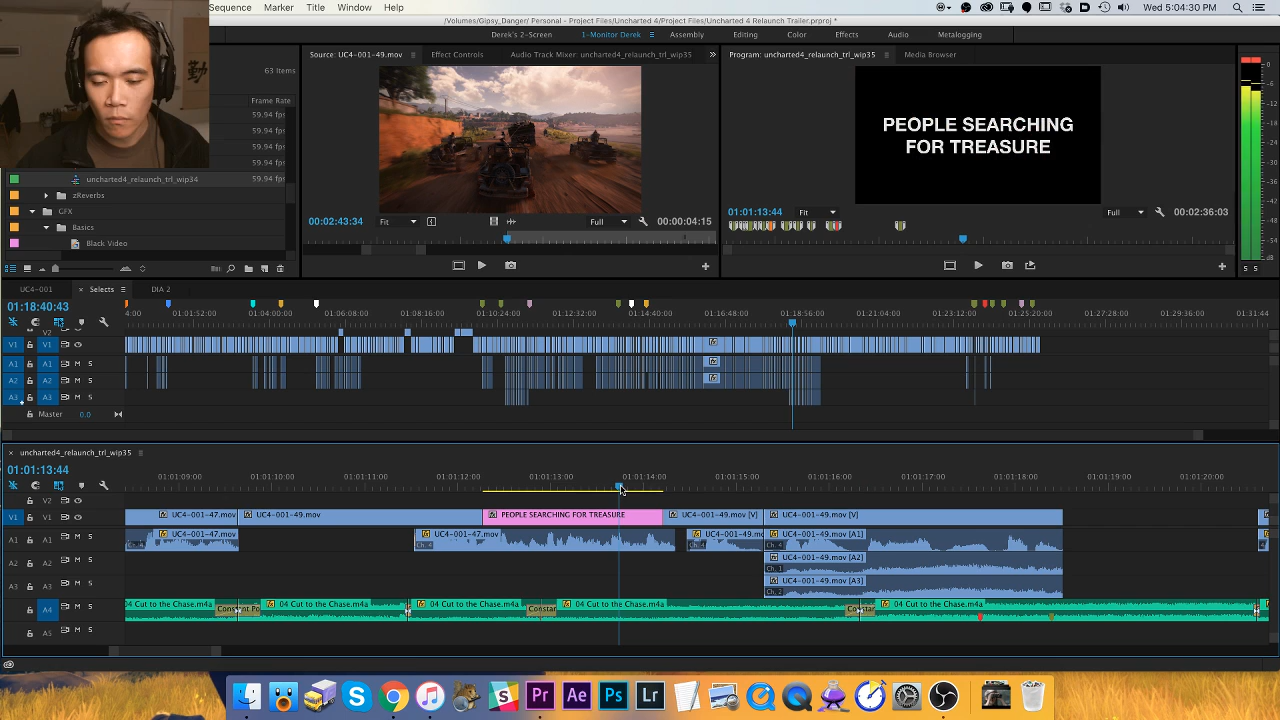 Sequence Marker Title Window Help
Wed 5:04:30 PM
/Volumes/Gipsy_Danger/ Personal - Project Files/Uncharted 4/Project Files/Uncharted 4 Relaunch Trailer.prproj *
Derek's 2-Screen 1-Monitor Derek Assembly Editing Color Effects Audio Metalogging
勤
63 Items
Frame Rate
59.94 fps
59.94 fps
59.94 fps
59.94 fps
uncharted4_relaunch_trl_wip34 59.94 fps
zReverbs
GFX
Basics
Black Video
Source: UC4-001-49.mov Effect Controls Audio Track Mixer: uncharted4_relaunch_trl_wip35
00:02:43:34 Fit Full 00:00:04:15
Program: uncharted4_relaunch_trl_wip35 Media Browser
PEOPLE SEARCHING
FOR TREASURE
01:01:13:44 Fit Full 00:02:36:03
0
S S
UC4-001 Selects DIA 2
01:18:40:43
4:00 01:01:52:00 01:04:00:00 01:06:08:00 01:08:16:00 01:10:24:00 01:12:32:00 01:14:40:00 01:16:48:00 01:18:56:00 01:21:04:00 01:23:12:00 01:25:20:00 01:27:28:00 01:29:36:00 01:31:44
V2
V1 V1
A1 A1 M S
A2 A2 M S
A3 A3 M S
Master 0.0
uncharted4_relaunch_trl_wip35
01:01:13:44
01:01:09:00 01:01:10:00 01:01:11:00 01:01:12:00 01:01:13:00 01:01:14:00 01:01:15:00 01:01:16:00 01:01:17:00 01:01:18:00 01:01:19:00 01:01:20:00
V2
V1 V1 UC4-001-47.mov UC4-001-49.mov PEOPLE SEARCHING FOR TREASURE UC4-001-49.mov [V] UC4-001-49.mov [V]
A1 A1 M S UC4-001-47.mov UC4-001-49.mov [A1]
A2 M S UC4-001-49.mov [A2]
A3 M S UC4-001-49.mov [A3]
A4 M S 04 Cut to the Chase.m4a Constant Po 04 Cut to the Chase.m4a 04 Cut to the Chase.m4a Constar 04 Cut to the Chase.m4a Constar 04 Cut to the Chase.m4a
A5 M S
Pr Ae Ps Lr